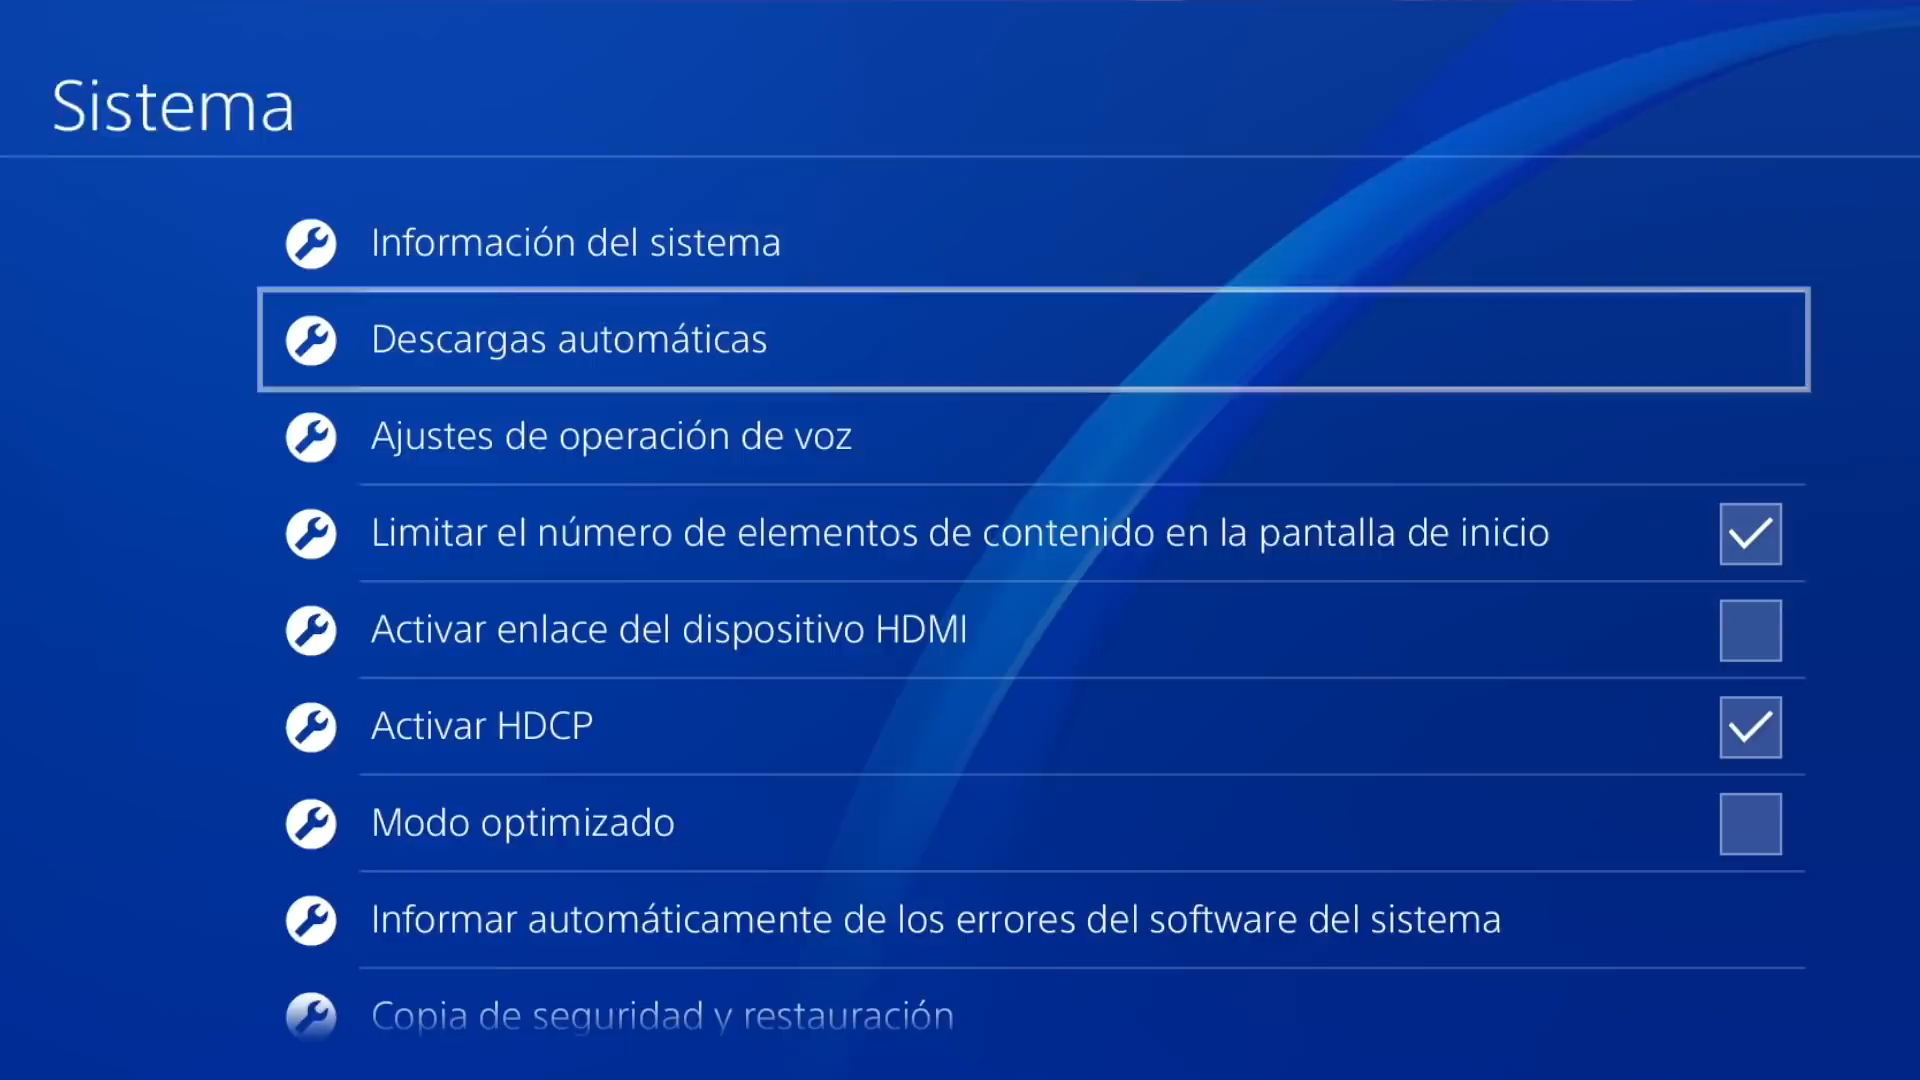 Sistema
Información del sistema
Descargas automáticas
Ajustes de operación de voz
Limitar el número de elementos de contenido en la pantalla de inicio
Activar enlace del dispositivo HDMI
Activar HDCP
Modo optimizado
Informar automáticamente de los errores del software del sistema
Copia de seguridad y restauración